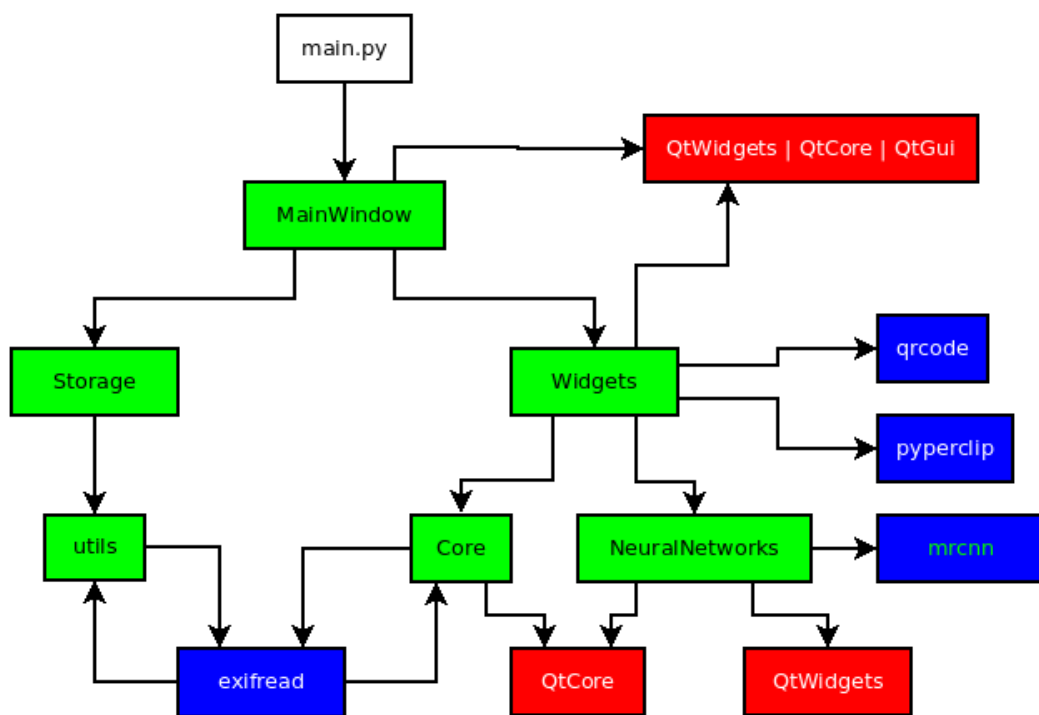 main.py
QtWidgets | QtCore | QtGui
MainWindow
qrcode
Storage
Widgets
pyperclip
utils
Core
NeuralNetworks
mrcnn
exifread
QtCore
QtWidgets